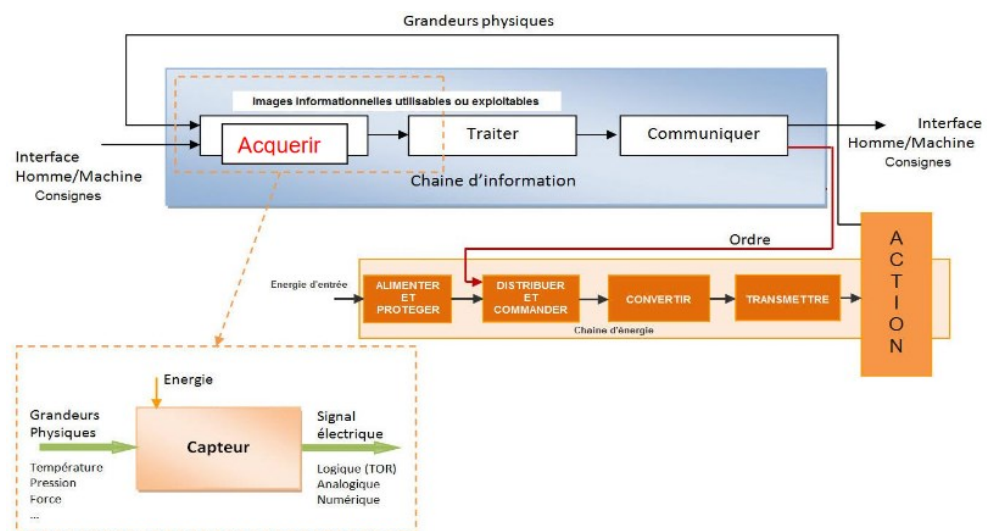 Grandeurs physiques
Images informationnelles utilisables ou exploitables
Acquerir
Traiter
Communiquer
Interface
Homme/Machine
Consignes
Interface
Homme/Machine
Consignes
Chaine d'information
Ordre
ACTION
Energie d'entrée
ALIMENTER
ET
PROTEGER
DISTRIBUER
ET
COMMANDER
CONVERTIR
TRANSMETTRE
Chaine d'énergie
Energie
Grandeurs
Physiques
Capteur
Signal
électrique
Température
Pression
Force
...
Logique (TOR)
Analogique
Numérique